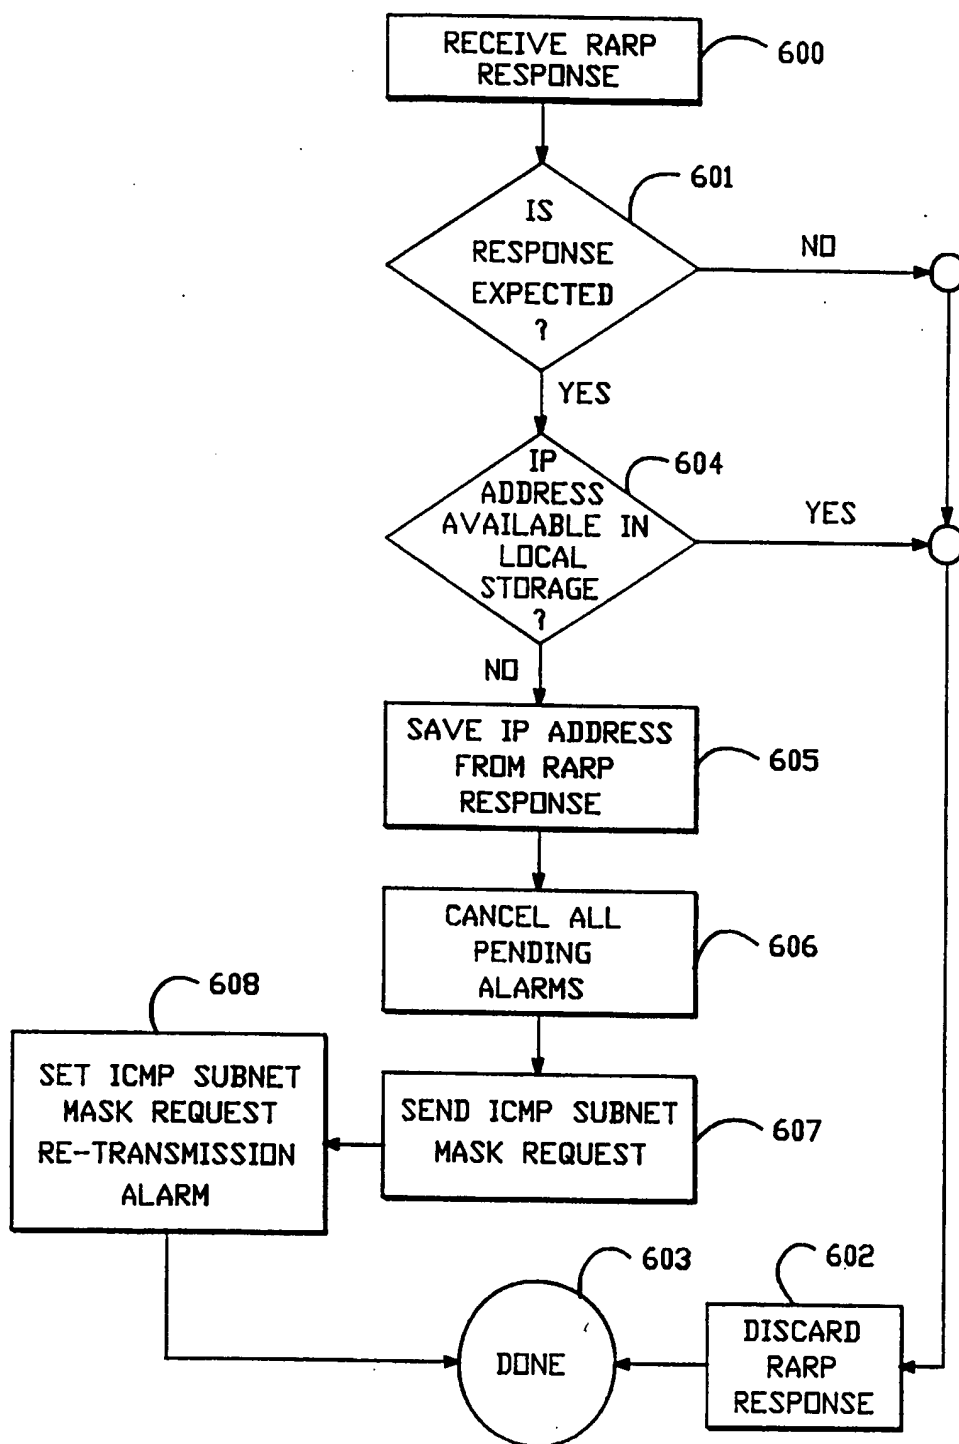 RECEIVE RARP
RESPONSE
600
601
IS
RESPONSE
EXPECTED
?
NO
YES
604
IP
ADDRESS
AVAILABLE IN
LOCAL
STORAGE
?
YES
NO
SAVE IP ADDRESS
FROM RARP
RESPONSE
605
CANCEL ALL
PENDING
ALARMS
606
608
SET ICMP SUBNET
MASK REQUEST
RE-TRANSMISSION
ALARM
SEND ICMP SUBNET
MASK REQUEST
607
603
DONE
602
DISCARD
RARP
RESPONSE